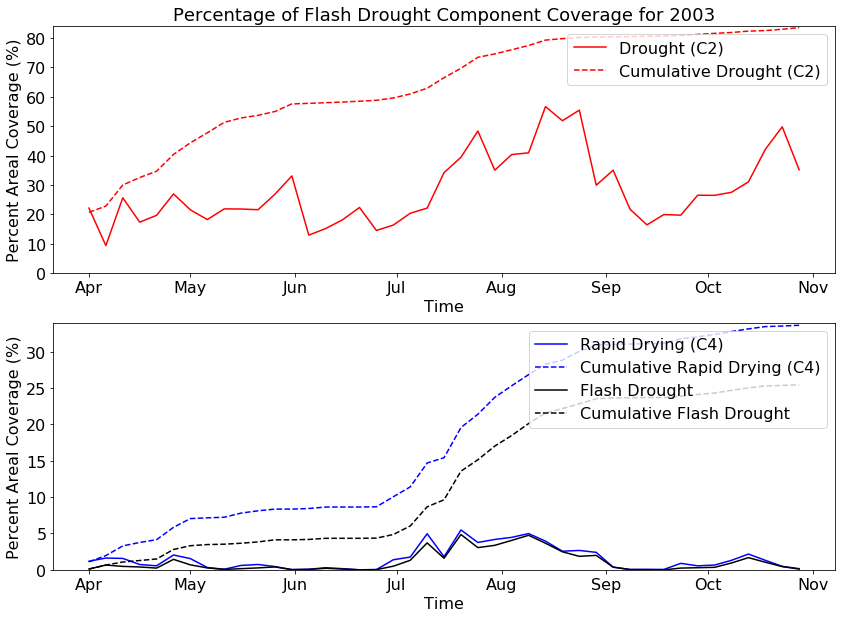 Percentage of Flash Drought Component Coverage for 2003
Percent Areal Coverage (%)
80
70
60
50
40
30
20
10
0
Drought (C2)
Cumulative Drought (C2)
Apr May Jun Jul Aug Sep Oct Nov
Time
Percent Areal Coverage (%)
30
25
20
15
10
5
0
Rapid Drying (C4)
Cumulative Rapid Drying (C4)
Flash Drought
Cumulative Flash Drought
Apr May Jun Jul Aug Sep Oct Nov
Time